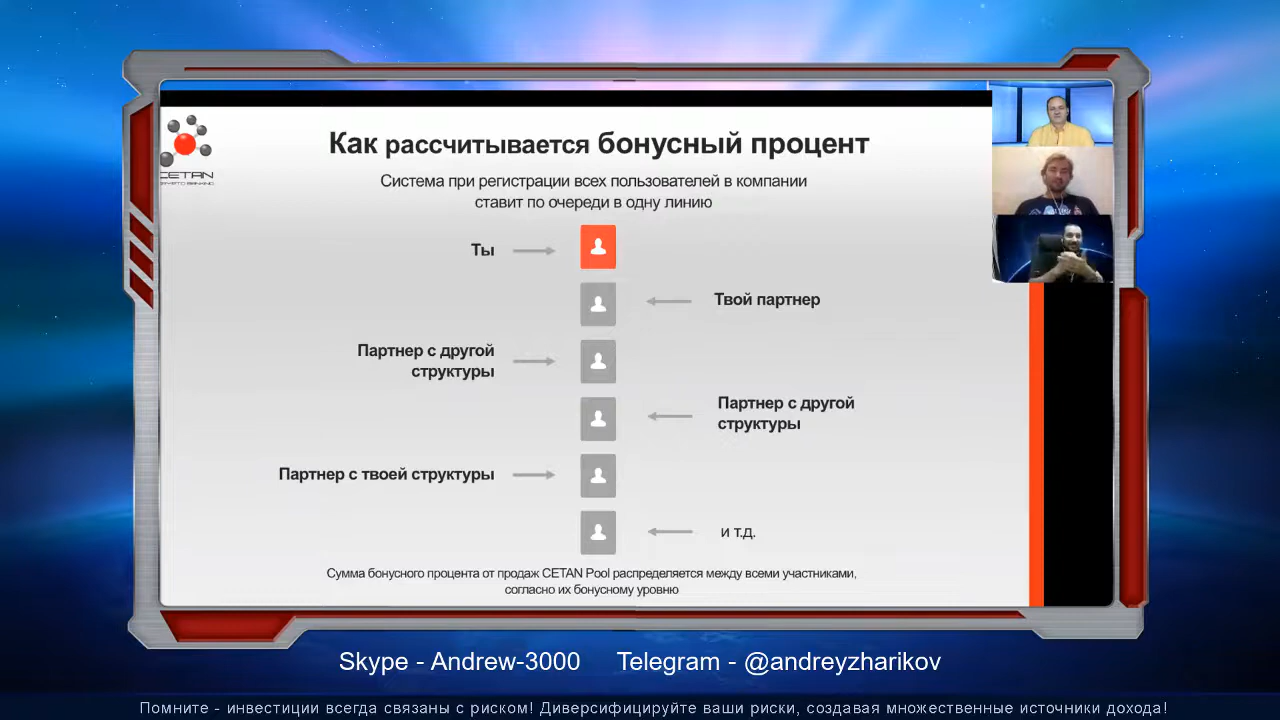 CETAN
Как рассчитывается бонусный процент
Система при регистрации всех пользователей в компании
ставит по очереди в одну линию
Ты
Твой партнер
Партнер с другой
структуры
Партнер с другой
структуры
Партнер с твоей структуры
и т.д.
Сумма бонусного процента от продаж CETAN Pool распределяется между всеми участниками,
согласно их бонусному уровню
Skype - Andrew-3000 Telegram - @andreyzharikov
Помните - инвестиции всегда связаны с риском! Диверсифицируйте ваши риски, создавая множественные источники дохода!